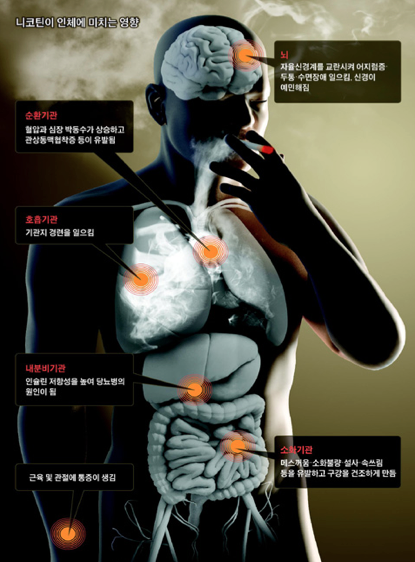 니코틴이 인체에 미치는 영향
뇌
자율신경계를 교란시켜 어지럼증·
두통·수면장애 일으킴, 신경이
예민해짐
순환기관
혈압과 심장 박동수가 상승하고
관상동맥협착증 등이 유발됨
호흡기관
기관지 경련을 일으킴
내분비기관
인슐린 저항성을 높여 당뇨병의
원인이 됨
소화기관
메스꺼움·소화불량·설사·속쓰림
등을 유발하고 구강을 건조하게 만듦
근육 및 관절에 통증이 생김